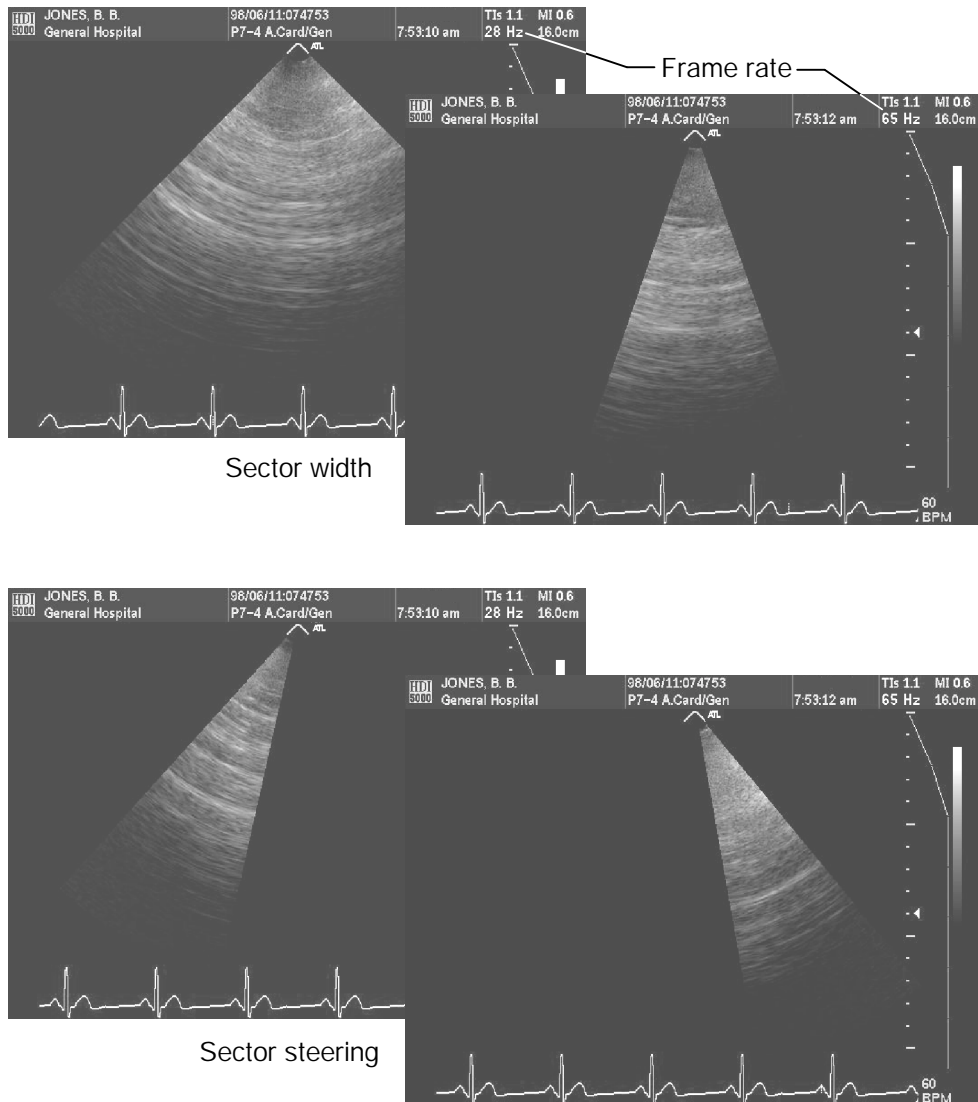 HDI 5000 JONES, B. B. 98/06/11:074753 TIs 1.1 MI 0.6
General Hospital P7-4 A.Card/Gen 7:53:10 am 28 Hz 16.0cm
ATL
Frame rate
HDI 5000 JONES, B. B. 98/06/11:074753 TIs 1.1 MI 0.6
General Hospital P7-4 A.Card/Gen 7:53:12 am 65 Hz 16.0cm
ATL
Sector width
60
BPM
HDI 5000 JONES, B. B. 98/06/11:074753 TIs 1.1 MI 0.6
General Hospital P7-4 A.Card/Gen 7:53:10 am 28 Hz 16.0cm
ATL
HDI 5000 JONES, B. B. 98/06/11:074753 TIs 1.1 MI 0.6
General Hospital P7-4 A.Card/Gen 7:53:12 am 65 Hz 16.0cm
ATL
Sector steering
60
BPM